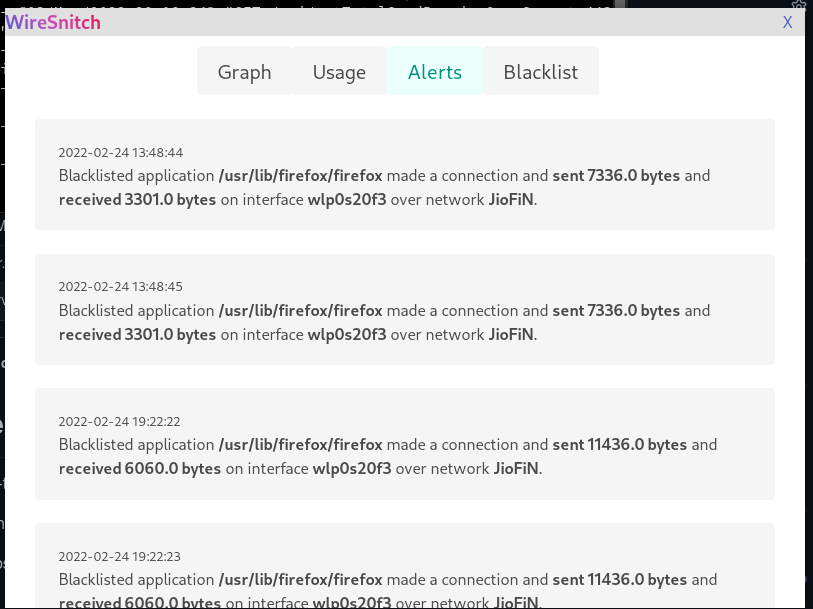 WireSnitch X
Graph Usage Alerts Blacklist
2022-02-24 13:48:44
Blacklisted application /usr/lib/firefox/firefox made a connection and sent 7336.0 bytes and
received 3301.0 bytes on interface wlp0s20f3 over network JioFiN.
2022-02-24 13:48:45
Blacklisted application /usr/lib/firefox/firefox made a connection and sent 7336.0 bytes and
received 3301.0 bytes on interface wlp0s20f3 over network JioFiN.
2022-02-24 19:22:22
Blacklisted application /usr/lib/firefox/firefox made a connection and sent 11436.0 bytes and
received 6060.0 bytes on interface wlp0s20f3 over network JioFiN.
2022-02-24 19:22:23
Blacklisted application /usr/lib/firefox/firefox made a connection and sent 11436.0 bytes and
received 6060.0 bytes on interface wlp0s20f3 over network JioFiN.